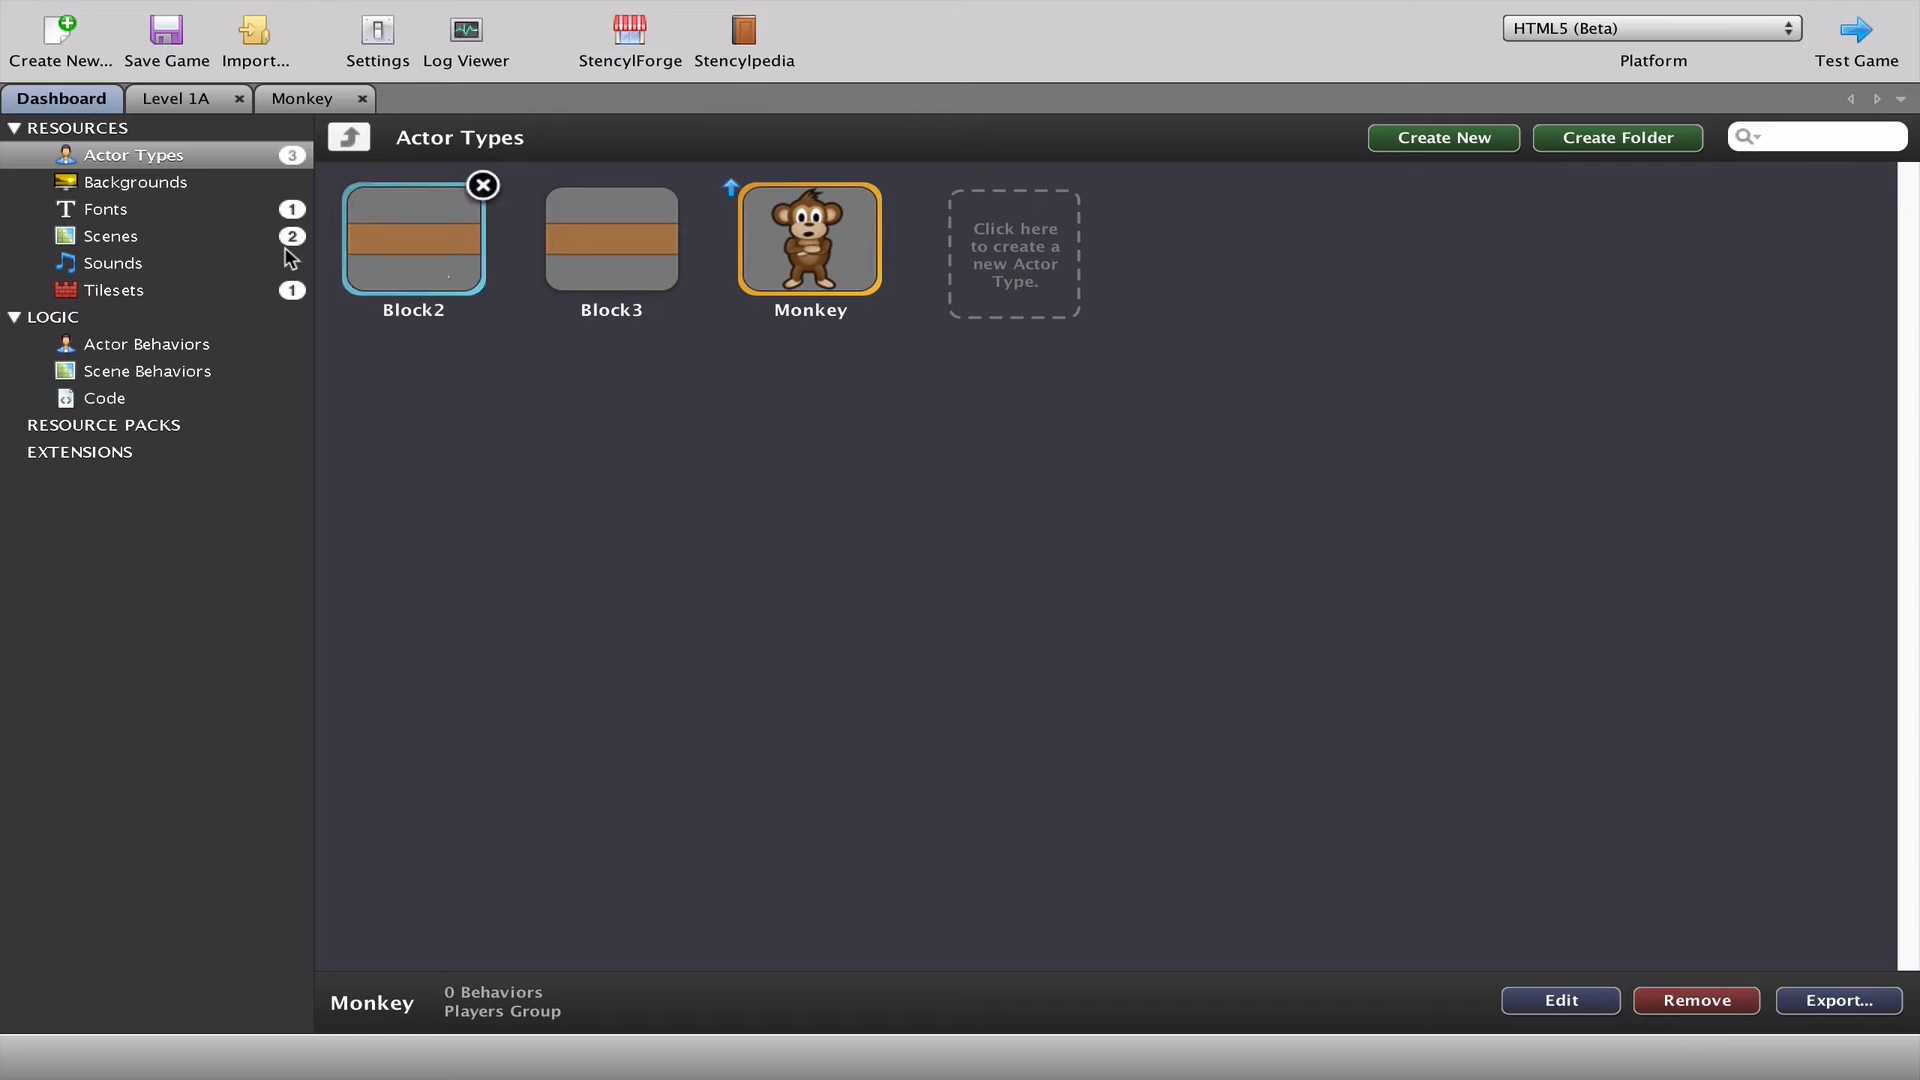 Create New...
Save Game
Import...
Settings
Log Viewer
StencylForge
Stencylpedia
HTML5 (Beta)
Platform
Test Game
Dashboard
Level 1A
Monkey
RESOURCES
Actor Types 3
Backgrounds
Fonts 1
Scenes 2
Sounds
Tilesets 1
LOGIC
Actor Behaviors
Scene Behaviors
Code
RESOURCE PACKS
EXTENSIONS
Actor Types
Create New
Create Folder
Block2
Block3
Monkey
Click here
to create a
new Actor
Type.
Monkey
0 Behaviors
Players Group
Edit
Remove
Export...